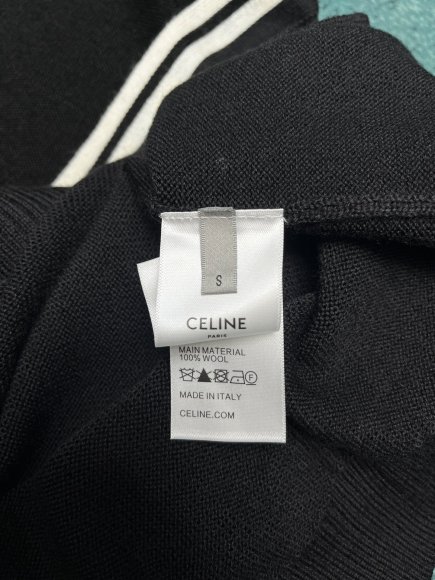 S
CELINE
PARIS
MAIN MATERIAL
100% WOOL
F
MADE IN ITALY
CELINE.COM